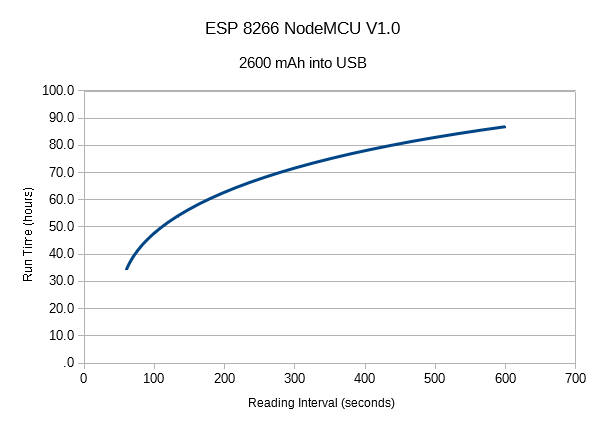 ESP 8266 NodeMCU V1.0
2600 mAh into USB
100.0
90.0
80.0
70.0
60.0
50.0
40.0
30.0
20.0
10.0
.0
Run Time (hours)
0 100 200 300 400 500 600 700
Reading Interval (seconds)